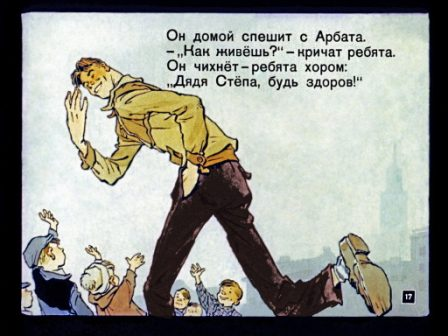 Он домой спешит с Арбата.
–„Как живёшь?"–кричат ребята.
Он чихнёт–ребята хором:
„Дядя Стёпа, будь здоров!"
17